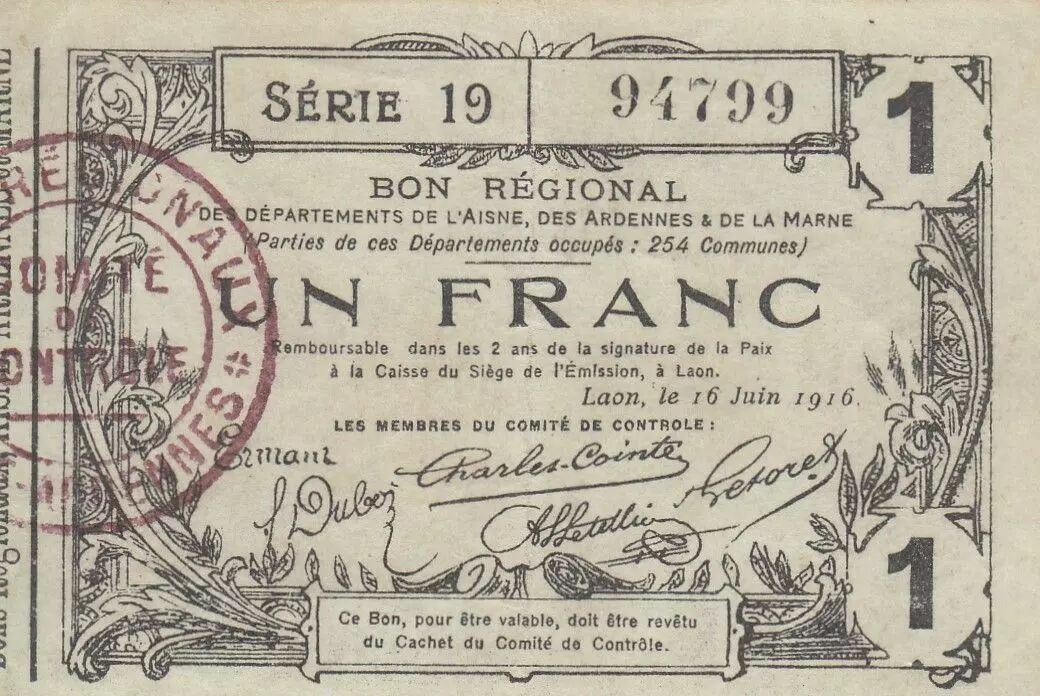 SÉRIE 19
94799
1
BON RÉGIONAL
DES DÉPARTEMENTS DE L'AISNE, DES ARDENNES & DE LA MARNE
(Parties de ces Départements occupés : 254 Communes)
UN FRANC
Remboursable dans les 2 ans de la signature de la Paix
à la Caisse du Siège de l'Émission, à Laon.
Laon, le 16 Juin 1916.
LES MEMBRES DU COMITÉ DE CONTROLE :
Ermant
Charles-Cointe
1
Ce Bon, pour être valable, doit être revêtu
du Cachet du Comité de Contrôle.